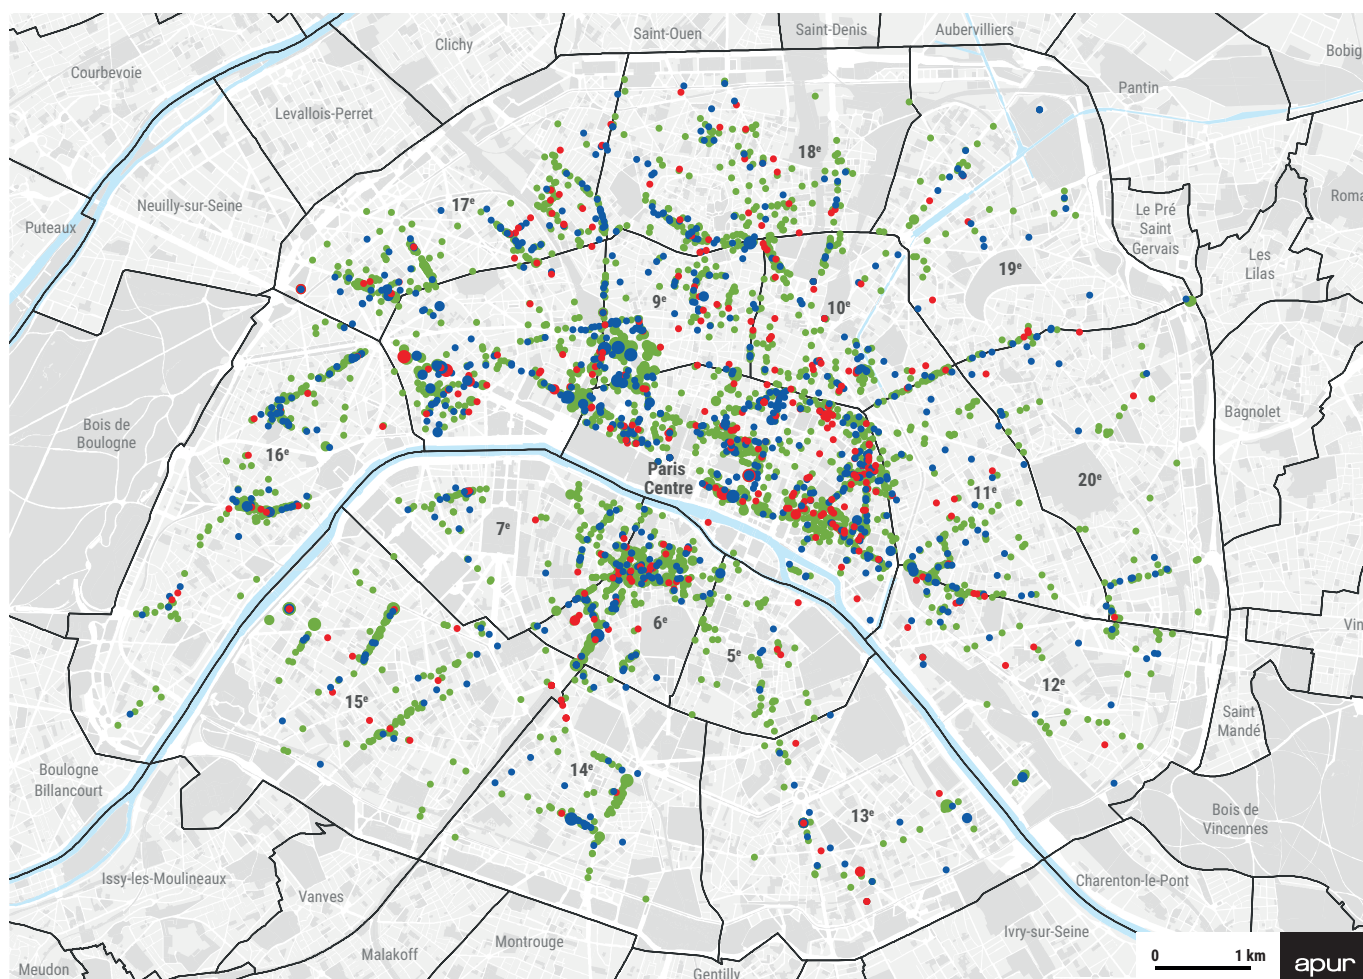 Saint-Ouen
Saint-Denis
Aubervilliers
Clichy
Bobig
Courbevoie
Pantin
Levallois-Perret
18e
17e
Neuilly-sur-Seine
Roma
Puteaux
Le Pré
Saint
Gervais
Les
Lilas
19e
9e
10e
Bois de
Boulogne
Bagnolet
16e
Paris
Centre
20e
11e
7e
6e
5e
Vin
12e
15e
Saint
Mandé
14e
Boulogne
Billancourt
13e
Bois de
Vincennes
Issy-les-Moulineaux
Vanves
Charenton-le-Pont
Ivry-sur-Seine
Montrouge
Malakoff
Meudon
Gentilly
0 1 km
apur